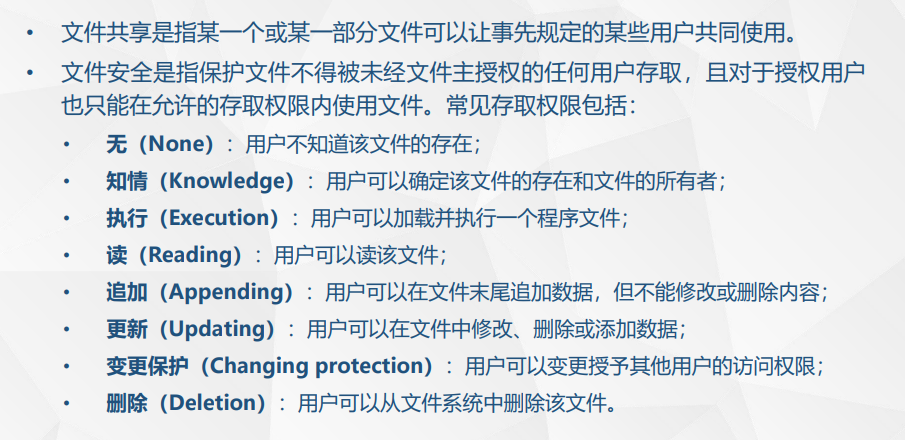 • 文件共享是指某一个或某一部分文件可以让事先规定的某些用户共同使用。
• 文件安全是指保护文件不得被未经文件主授权的任何用户存取，且对于授权用户
也只能在允许的存取权限内使用文件。常见存取权限包括：
• 无（None）：用户不知道该文件的存在；
• 知情（Knowledge）：用户可以确定该文件的存在和文件的所有者；
• 执行（Execution）：用户可以加载并执行一个程序文件；
• 读（Reading）：用户可以读该文件；
• 追加（Appending）：用户可以在文件末尾追加数据，但不能修改或删除内容；
• 更新（Updating）：用户可以在文件中修改、删除或添加数据；
• 变更保护（Changing protection）：用户可以变更授予其他用户的访问权限；
• 删除（Deletion）：用户可以从文件系统中删除该文件。